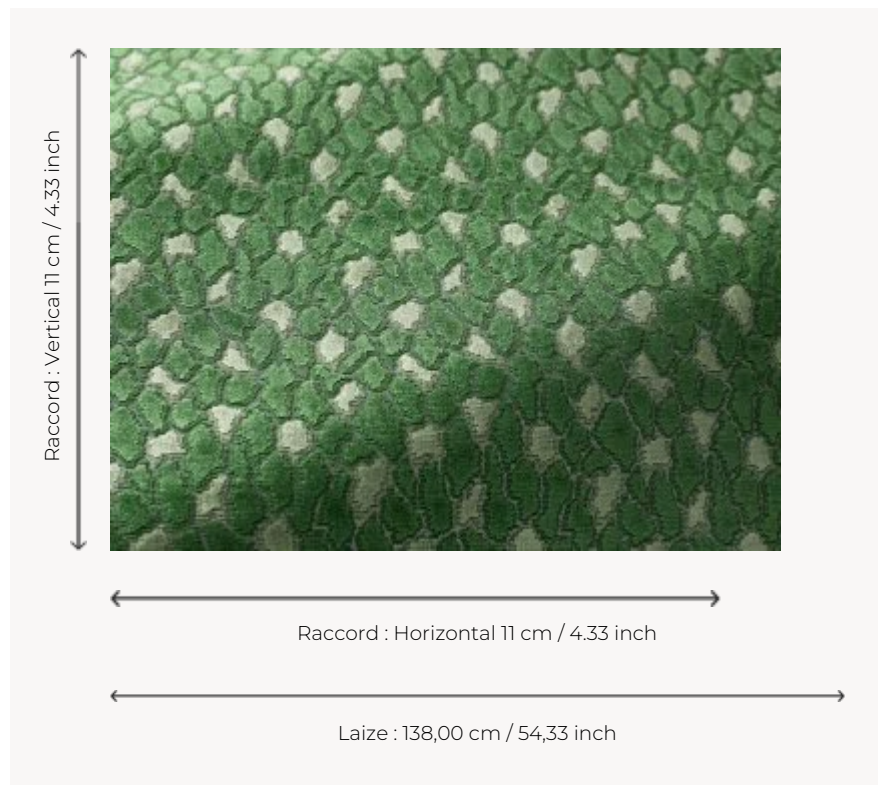 Raccord : Vertical 11 cm / 4.33 inch
Raccord : Horizontal 11 cm / 4.33 inch
Laize : 138,00 cm / 54,33 inch